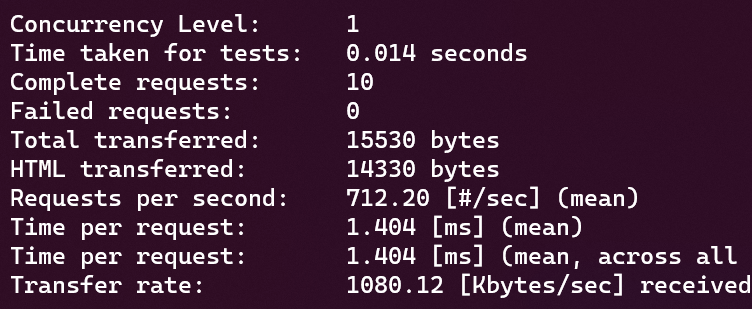 Concurrency Level:      1
Time taken for tests:   0.014 seconds
Complete requests:      10
Failed requests:        0
Total transferred:      15530 bytes
HTML transferred:       14330 bytes
Requests per second:    712.20 [#/sec] (mean)
Time per request:       1.404 [ms] (mean)
Time per request:       1.404 [ms] (mean, across all
Transfer rate:          1080.12 [Kbytes/sec] received